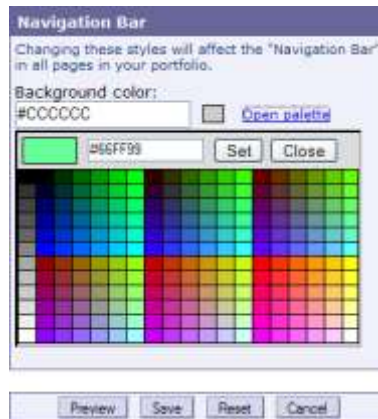 Navigation Bar
Changing these styles will affect the "Navigation Bar"
in all pages in your portfolio.
Background color:
#CCCCCC Open palette
#66FF99 Set Close
Preview Save Reset Cancel